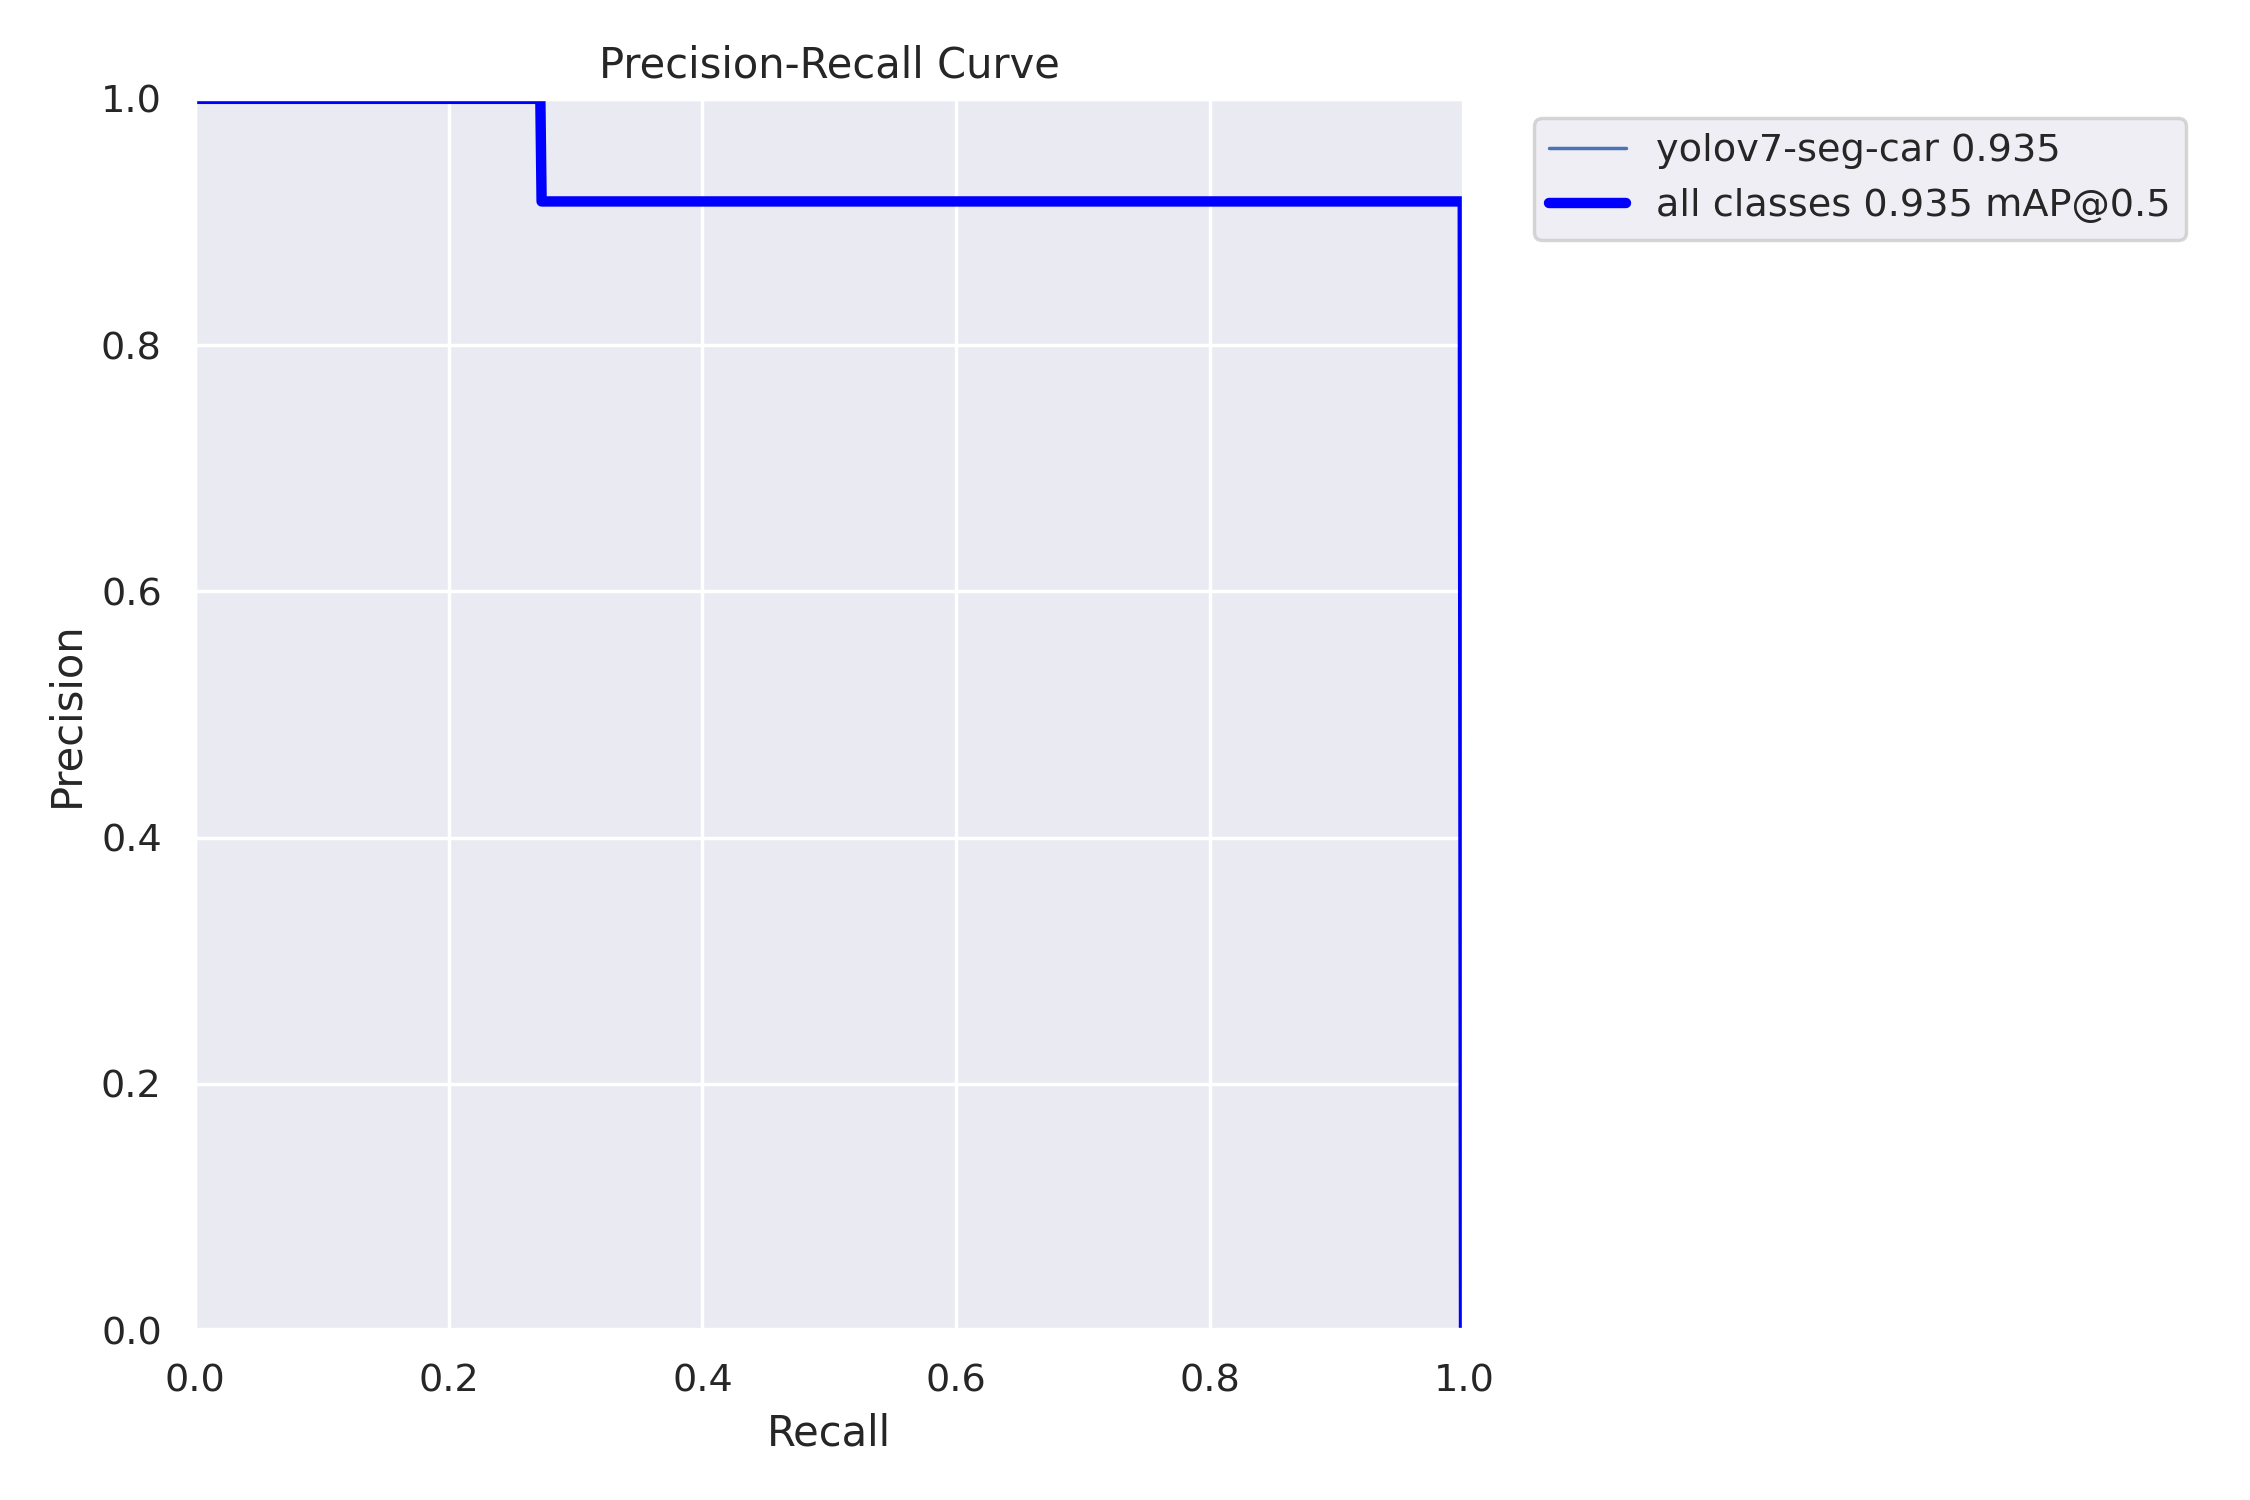 Precision-Recall Curve
1.0
0.8
0.6
0.4
0.2
0.0
Precision
0.0 0.2 0.4 0.6 0.8 1.0
Recall
yolov7-seg-car 0.935
all classes 0.935 mAP@0.5